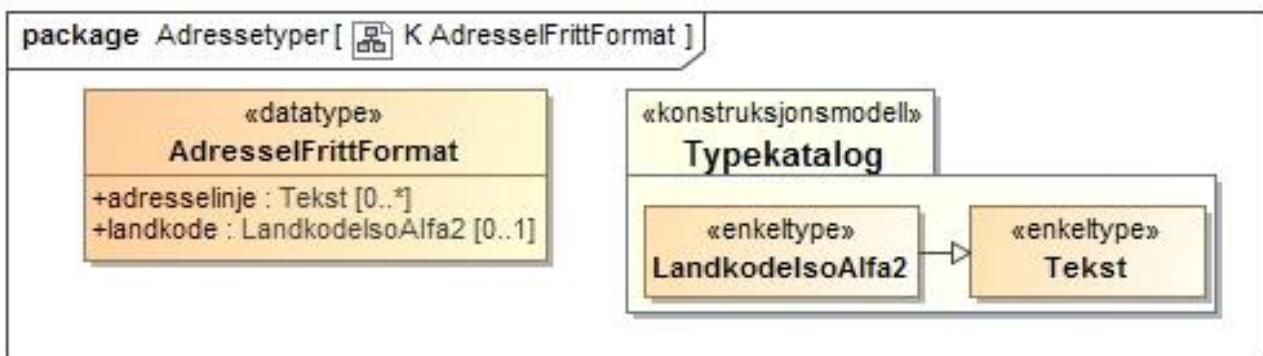 package Adressetyper [ K AdresseIFrittFormat ]
«datatype»
AdresseIFrittFormat
+adresselinje : Tekst [0..*]
+landkode : LandkodeIsoAlfa2 [0..1]
«konstruksjonsmodell»
Typekatalog
«enkeltype»
LandkodeIsoAlfa2
«enkeltype»
Tekst